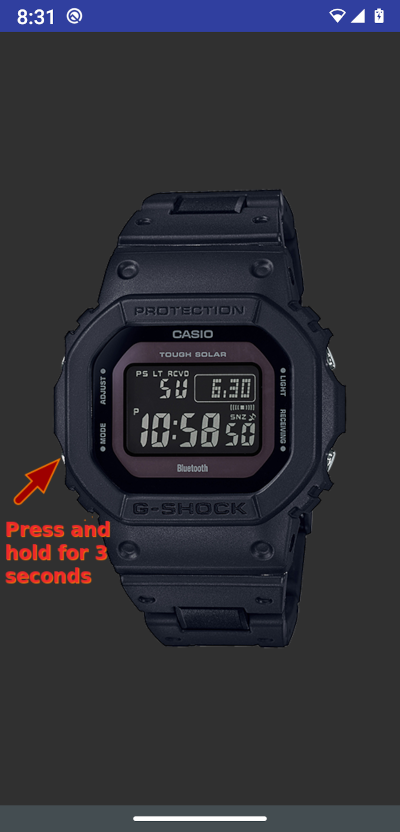 8:31
PROTECTION
CASIO
TOUGH SOLAR
PS LT RCVD
SU 6.30
ADJUST
LIGHT
SNZ
P 10:58 50
MODE
RECEIVING
Bluetooth
G-SHOCK
Press and
hold for 3
seconds